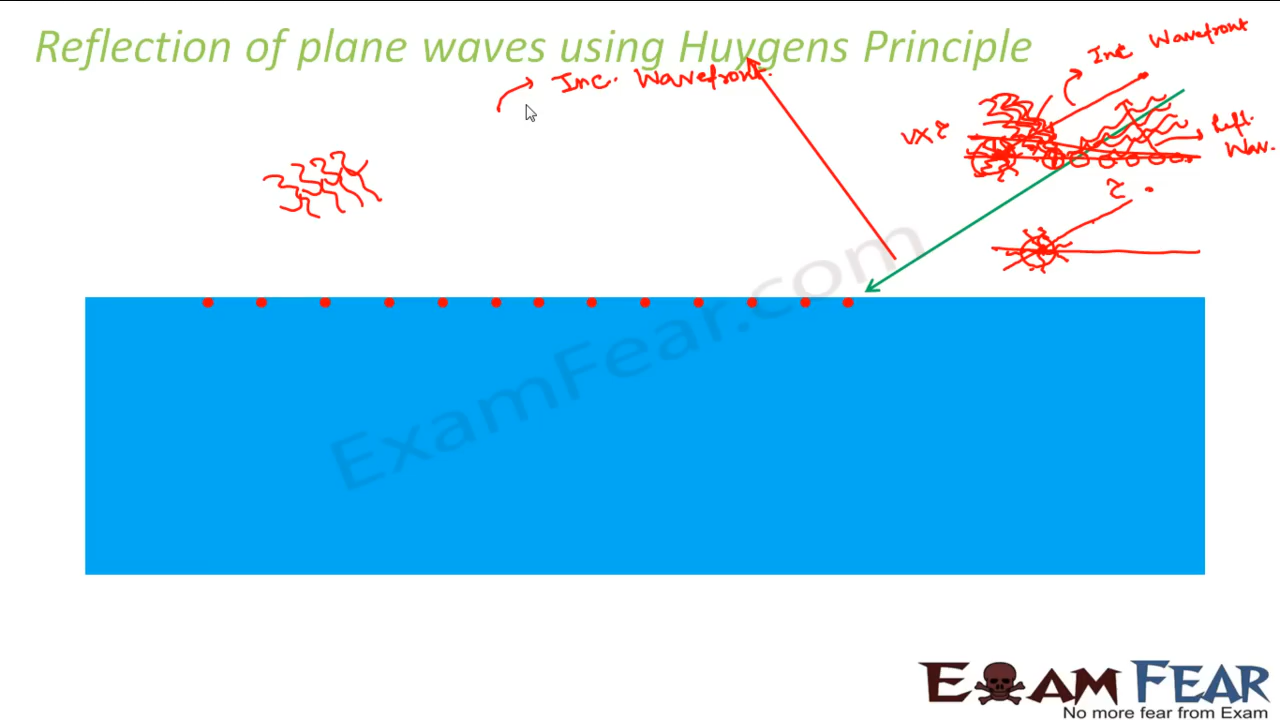 Reflection of plane waves using Huygens Principle
Inc. Wavefront.
Inc Wavefront
v x τ
Refl.
Wav.
τ
ExamFear.com
EXAM FEAR
No more fear from Exam